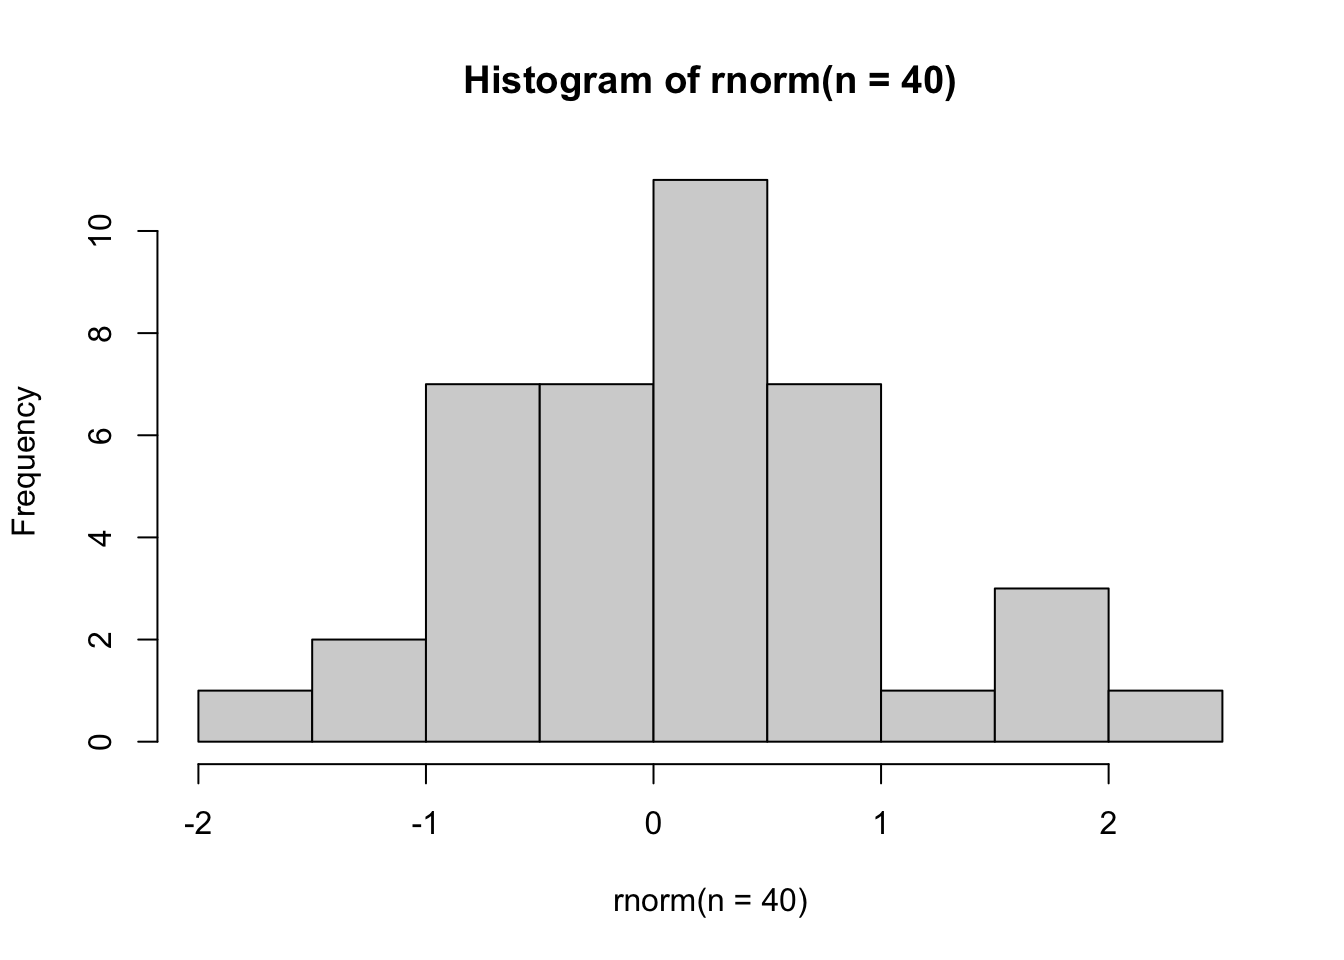 Histogram of rnorm(n = 40)
Frequency
10
8
6
4
2
0
-2 -1 0 1 2
rnorm(n = 40)